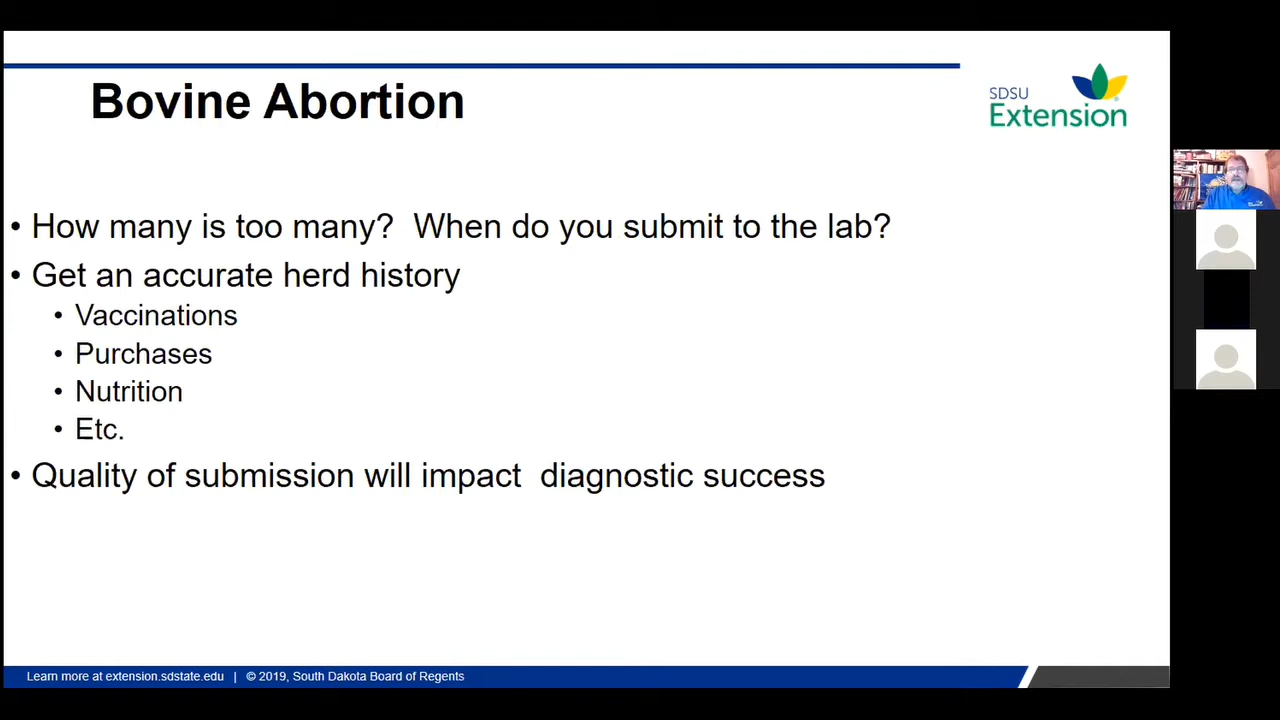 Bovine Abortion
SDSU
Extension
• How many is too many?  When do you submit to the lab?
• Get an accurate herd history
• Vaccinations
• Purchases
• Nutrition
• Etc.
• Quality of submission will impact  diagnostic success
Learn more at extension.sdstate.edu   |   © 2019, South Dakota Board of Regents